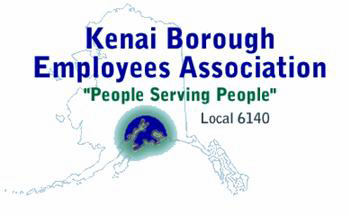 Kenai Borough
Employees Association
"People Serving People"
Local 6140